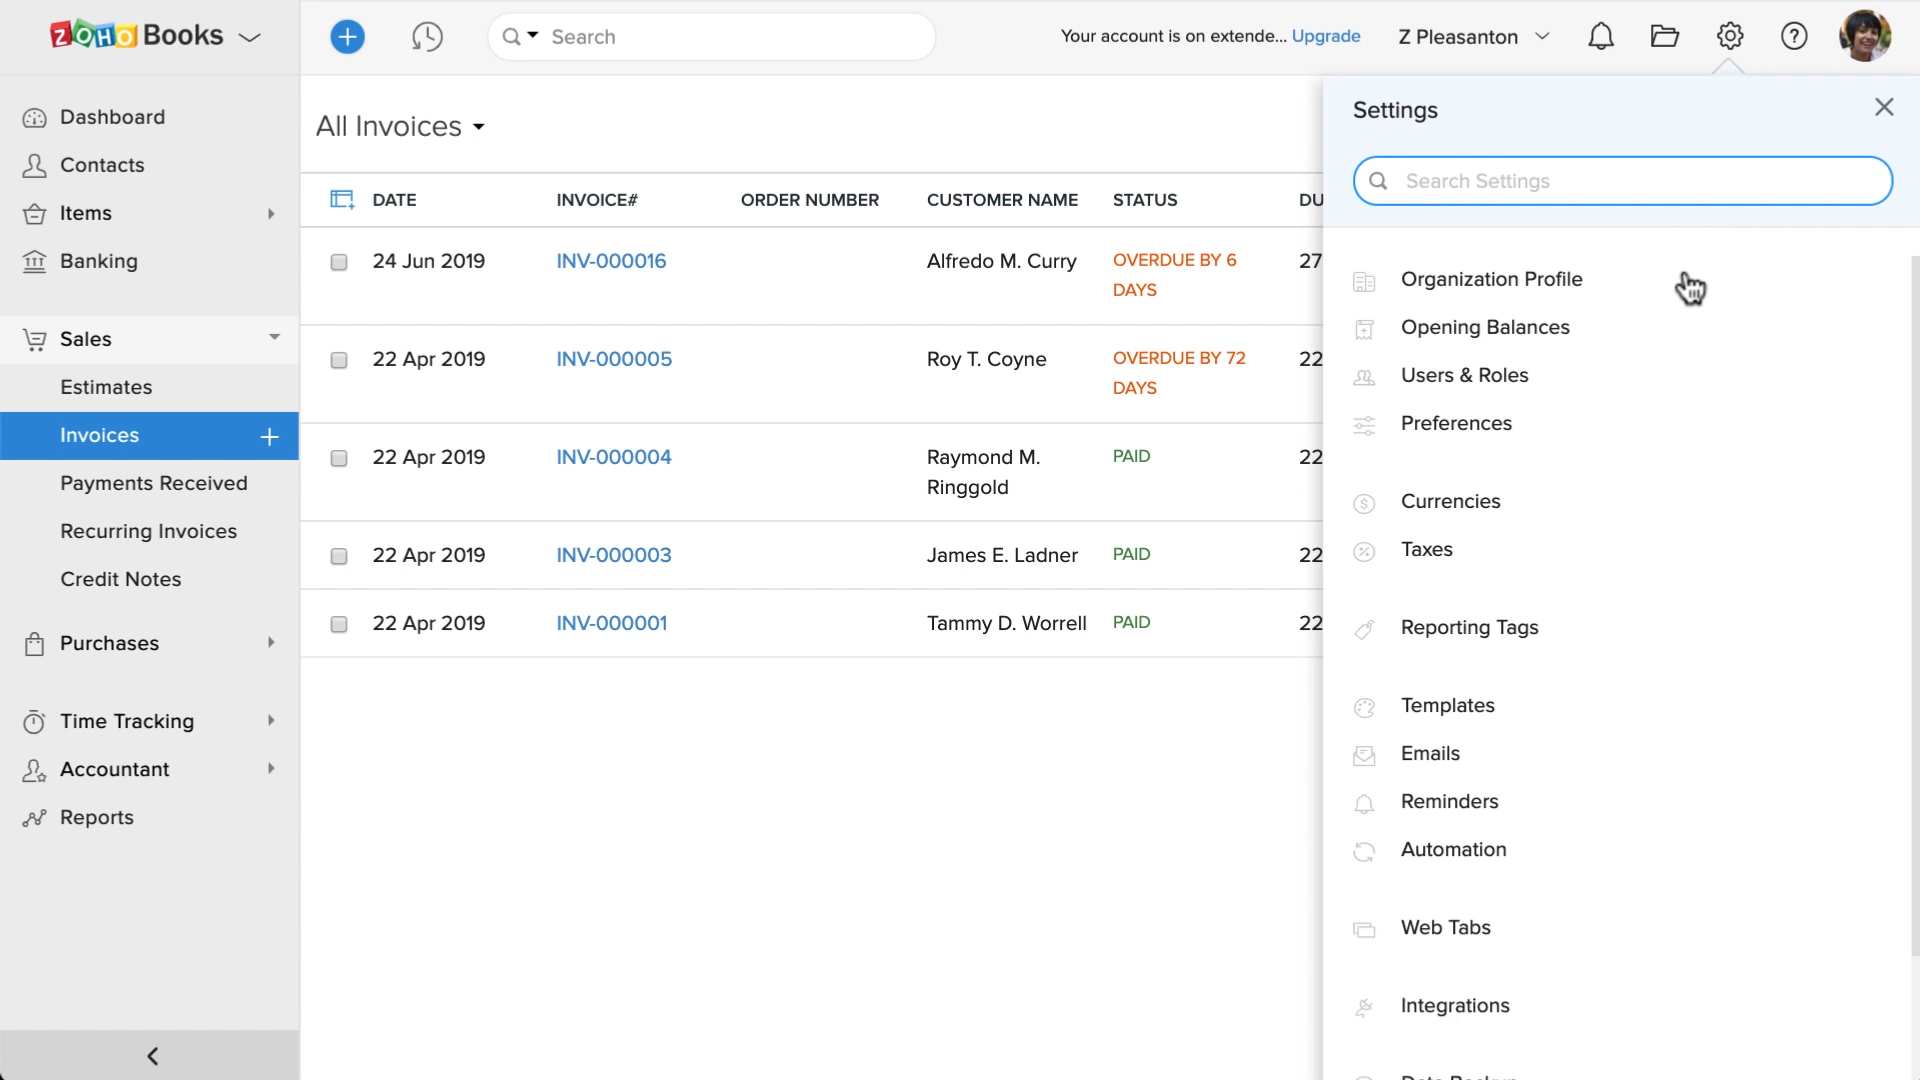 ZOHO Books
Search
Your account is on extende... Upgrade
Z Pleasanton
Dashboard
Contacts
Items
Banking
Sales
Estimates
Invoices
Payments Received
Recurring Invoices
Credit Notes
Purchases
Time Tracking
Accountant
Reports
All Invoices
DATE INVOICE# ORDER NUMBER CUSTOMER NAME STATUS DU
24 Jun 2019 INV-000016 Alfredo M. Curry OVERDUE BY 6 27
DAYS
22 Apr 2019 INV-000005 Roy T. Coyne OVERDUE BY 72 22
DAYS
22 Apr 2019 INV-000004 Raymond M. PAID 22
Ringgold
22 Apr 2019 INV-000003 James E. Ladner PAID 22
22 Apr 2019 INV-000001 Tammy D. Worrell PAID 22
Settings
Search Settings
Organization Profile
Opening Balances
Users & Roles
Preferences
Currencies
Taxes
Reporting Tags
Templates
Emails
Reminders
Automation
Web Tabs
Integrations